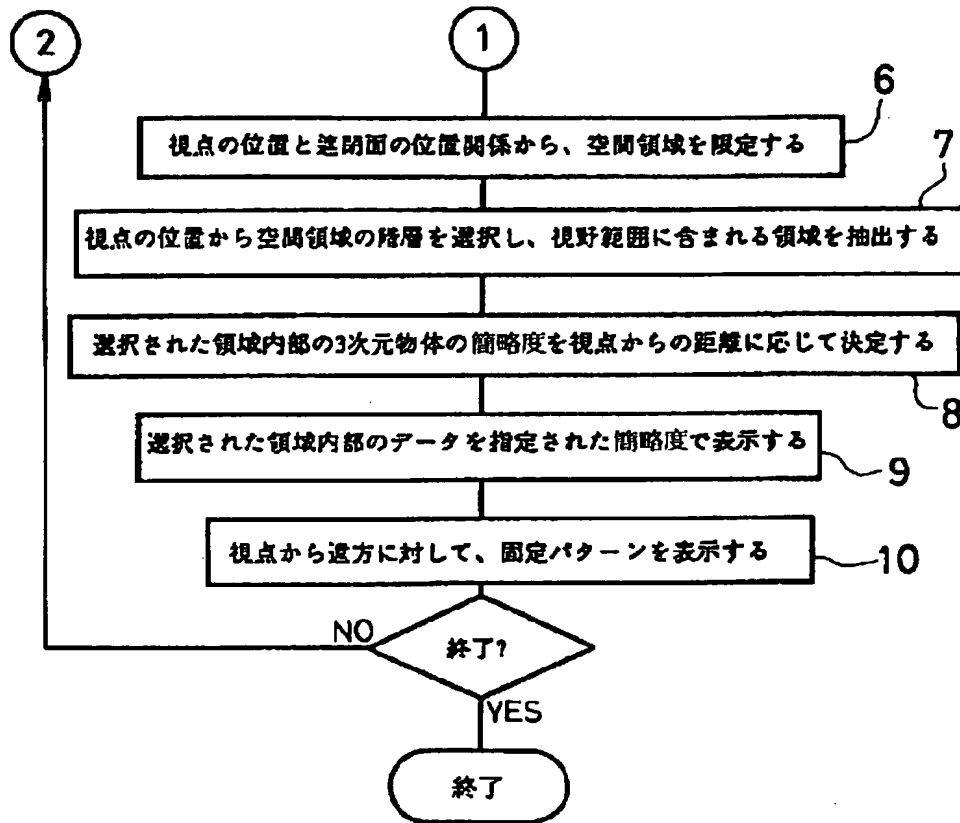 2
1
6
視点の位置と遮閉面の位置関係から、空間領域を限定する
7
視点の位置から空間領域の階層を選択し、視野範囲に含まれる領域を抽出する
選択された領域内部の3次元物体の簡略度を視点からの距離に応じて決定する
8
選択された領域内部のデータを指定された簡略度で表示する
9
視点から遠方に対して、固定パターンを表示する
10
NO
終了?
YES
終了